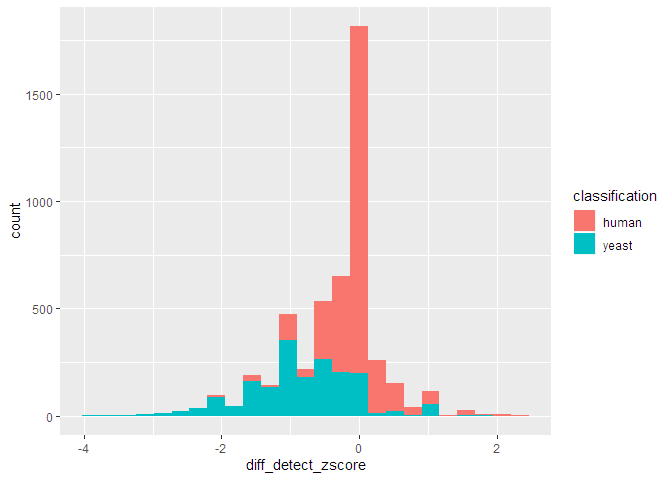 1500
1000
500
0
count
-4
-2
0
2
diff_detect_zscore
classification
human
yeast